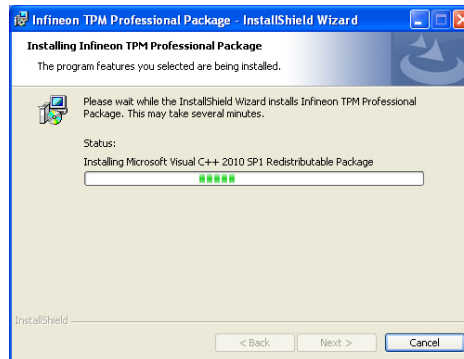 Infineon TPM Professional Package - InstallShield Wizard
Installing Infineon TPM Professional Package
The program features you selected are being installed.
Please wait while the InstallShield Wizard installs Infineon TPM Professional
Package. This may take several minutes.
Status:
Installing Microsoft Visual C++ 2010 SP1 Redistributable Package
InstallShield
< Back
Next >
Cancel